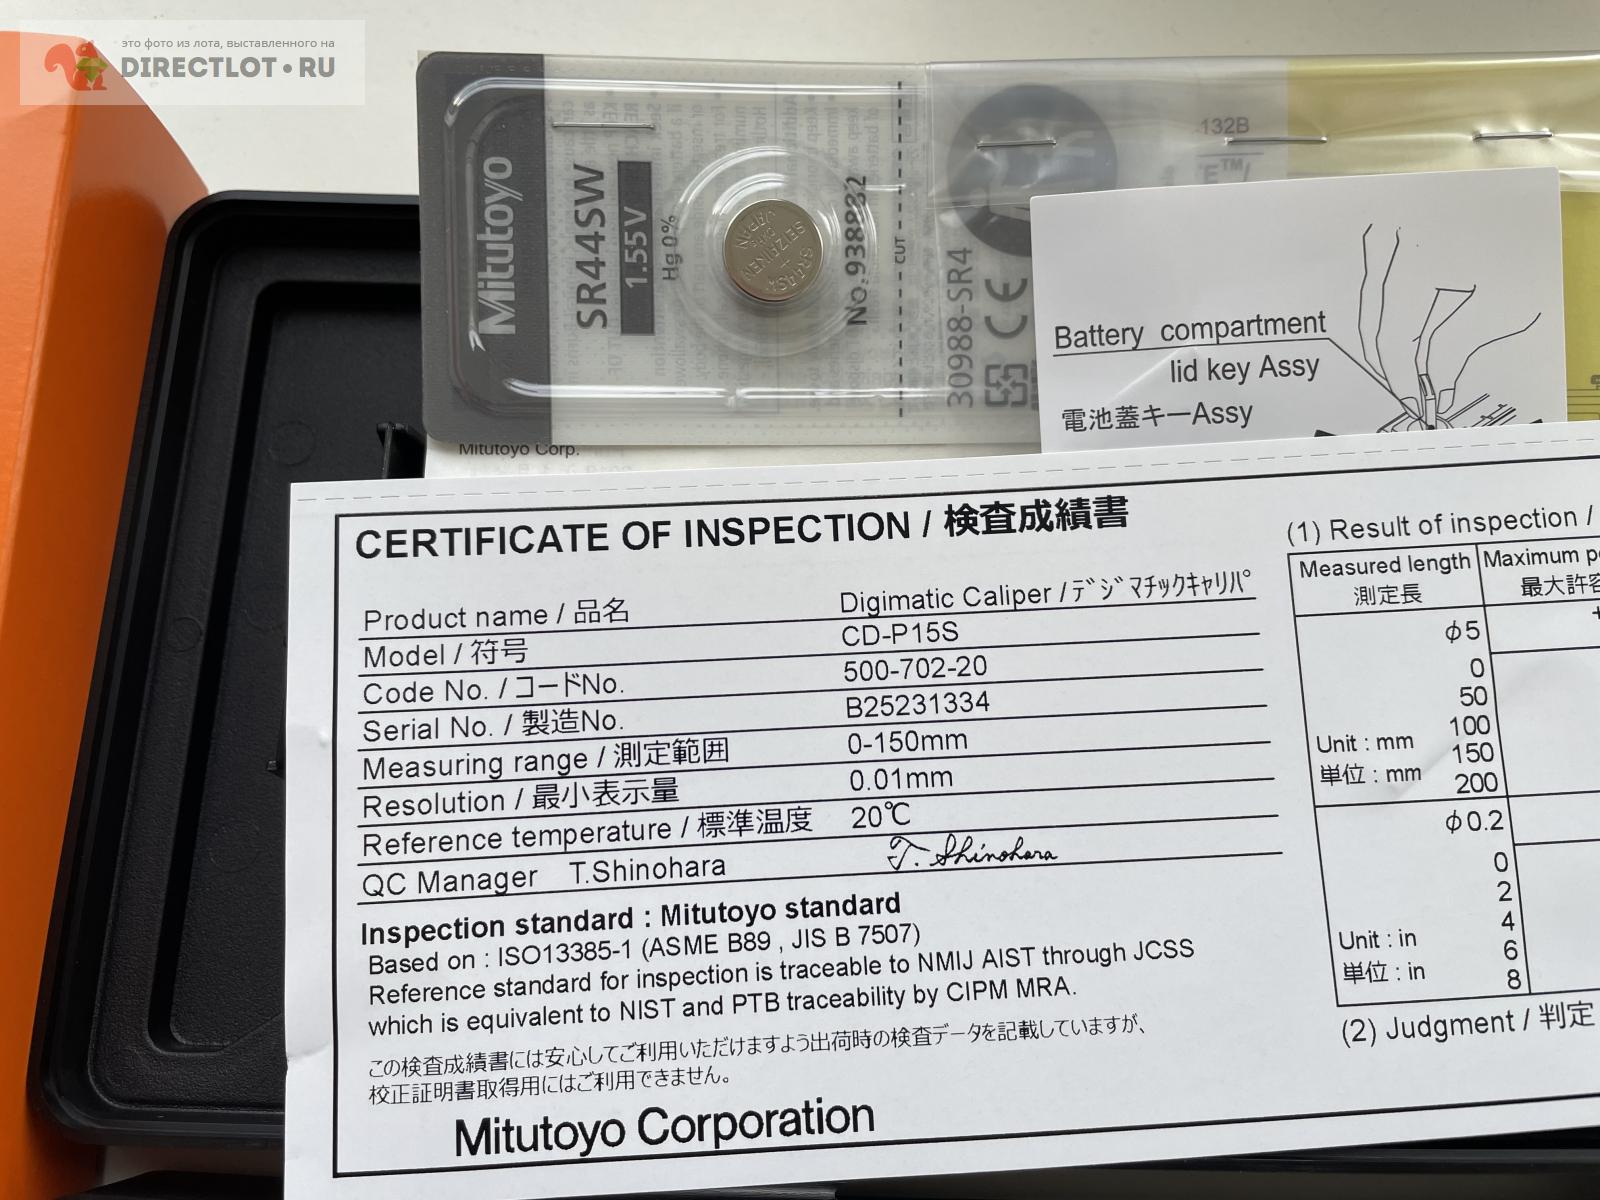 это фото из лота, выставленного на
DIRECTLOT•RU
Mitutoyo
SR44SW
1.55V
Hg 0%
SR44SW
SEIZAIKEN
JAPAN
No.938882
CUT
30988-SR4
CE
132B
Battery compartment
lid key Assy
電池蓋キーAssy
Mitutoyo Corp.
CERTIFICATE OF INSPECTION / 検査成績書
Product name / 品名 Digimatic Caliper / ﾃﾞｼﾞﾏﾁｯｸｷｬﾘﾊﾟ
Model / 符号 CD-P15S
Code No. / コードNo. 500-702-20
Serial No. / 製造No. B25231334
Measuring range / 測定範囲 0-150mm
Resolution / 最小表示量 0.01mm
Reference temperature / 標準温度 20℃
QC Manager T.Shinohara T. Shinohara
Inspection standard : Mitutoyo standard
Based on : ISO13385-1 (ASME B89 , JIS B 7507)
Reference standard for inspection is traceable to NMIJ AIST through JCSS
which is equivalent to NIST and PTB traceability by CIPM MRA.
この検査成績書には安心してご利用いただけますよう出荷時の検査データを記載していますが、
校正証明書取得用にはご利用できません。
Mitutoyo Corporation
(1) Result of inspection /
Measured length Maximum
測定長 最大許容
φ5
0
50
100
150
200
Unit : mm
単位 : mm
φ0.2
0
2
4
6
8
Unit : in
単位 : in
(2) Judgment / 判定